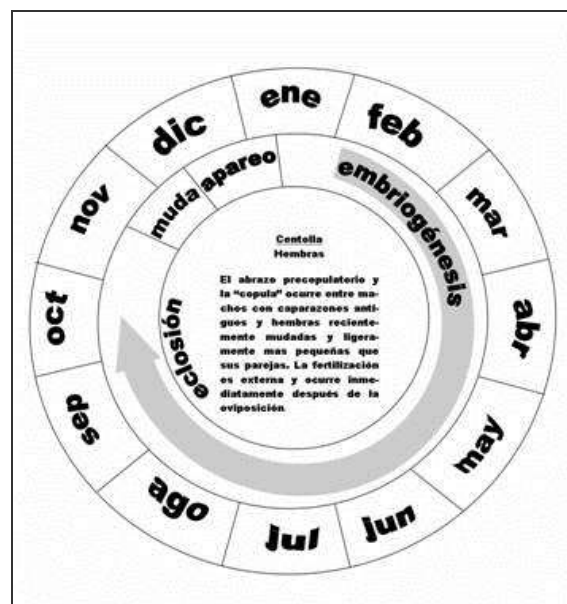 ene
feb
mar
abr
may
jun
jul
ago
sep
oct
nov
dic
muda
apareo
embriogénesis
eclosión
Centolla
Hembras
El abrazo precopulatorio y
la “copula” ocurre entre ma-
chos con caparazones anti-
guos y hembras reciente-
mente mudadas y ligera-
mente mas pequeñas que
sus parejas. La fertilización
es externa y ocurre inme-
diatamente después de la
oviposición